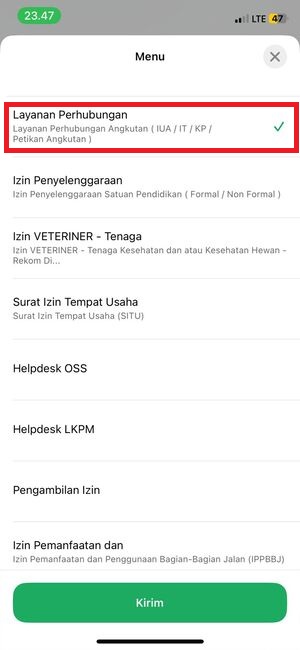 23.47
LTE 47
Menu
Layanan Perhubungan
Layanan Perhubungan Angkutan ( IUA / IT / KP /
Petikan Angkutan )
Izin Penyelenggaraan
Izin Penyelenggaraan Satuan Pendidikan ( Formal / Non Formal )
Izin VETERINER - Tenaga
Izin VETERINER - Tenaga Kesehatan dan atau Kesehatan Hewan -
Rekom Di...
Surat Izin Tempat Usaha
Surat Izin Tempat Usaha (SITU)
Helpdesk OSS
Helpdesk LKPM
Pengambilan Izin
Izin Pemanfaatan dan
Izin Pemanfaatan dan Penggunaan Bagian-Bagian Jalan (IPPBBJ)
Kirim